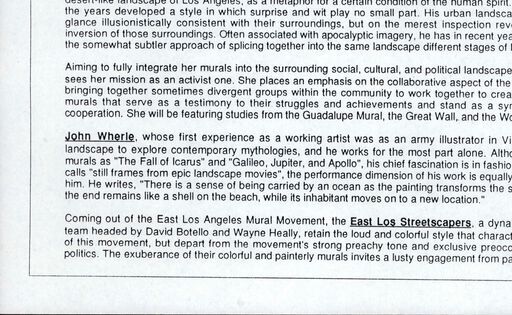 desert-like landscape of Los Angeles, as a metaphor for a certain condition of the human spirit.
the years developed a style in which surprise and wit play no small part. His urban landsca
glance illusionistically consistent with their surroundings, but on the merest inspection rev
inversion of those surroundings. Often associated with apocalyptic imagery, he has in recent yea
the somewhat subtler approach of splicing together into the same landscape different stages of
Aiming to fully integrate her murals into the surrounding social, cultural, and political landscape
sees her mission as an activist one. She places an emphasis on the collaborative aspect of the
bringing together sometimes divergent groups within the community to work together to crea
murals that serve as a testimony to their struggles and achievements and stand as a sy
cooperation. She will be featuring studies from the Guadalupe Mural, the Great Wall, and the Wo
John Wherle, whose first experience as a working artist was as an army illustrator in Vi
landscape to explore contemporary mythologies, and he works for the most part alone. Altho
murals as "The Fall of Icarus" and "Galileo, Jupiter, and Apollo", his chief fascination is in fashio
calls "still frames from epic landscape movies", the performance dimension of his work is equally
him. He writes, "There is a sense of being carried by an ocean as the painting transforms the s
the end remains like a shell on the beach, while its inhabitant moves on to a new location."
Coming out of the East Los Angeles Mural Movement, the East Los Streetscapers, a dyna
team headed by David Botello and Wayne Heally, retain the loud and colorful style that charact
of this movement, but depart from the movement's strong preachy tone and exclusive preocc
politics. The exuberance of their colorful and painterly murals invites a lusty engagement from pa